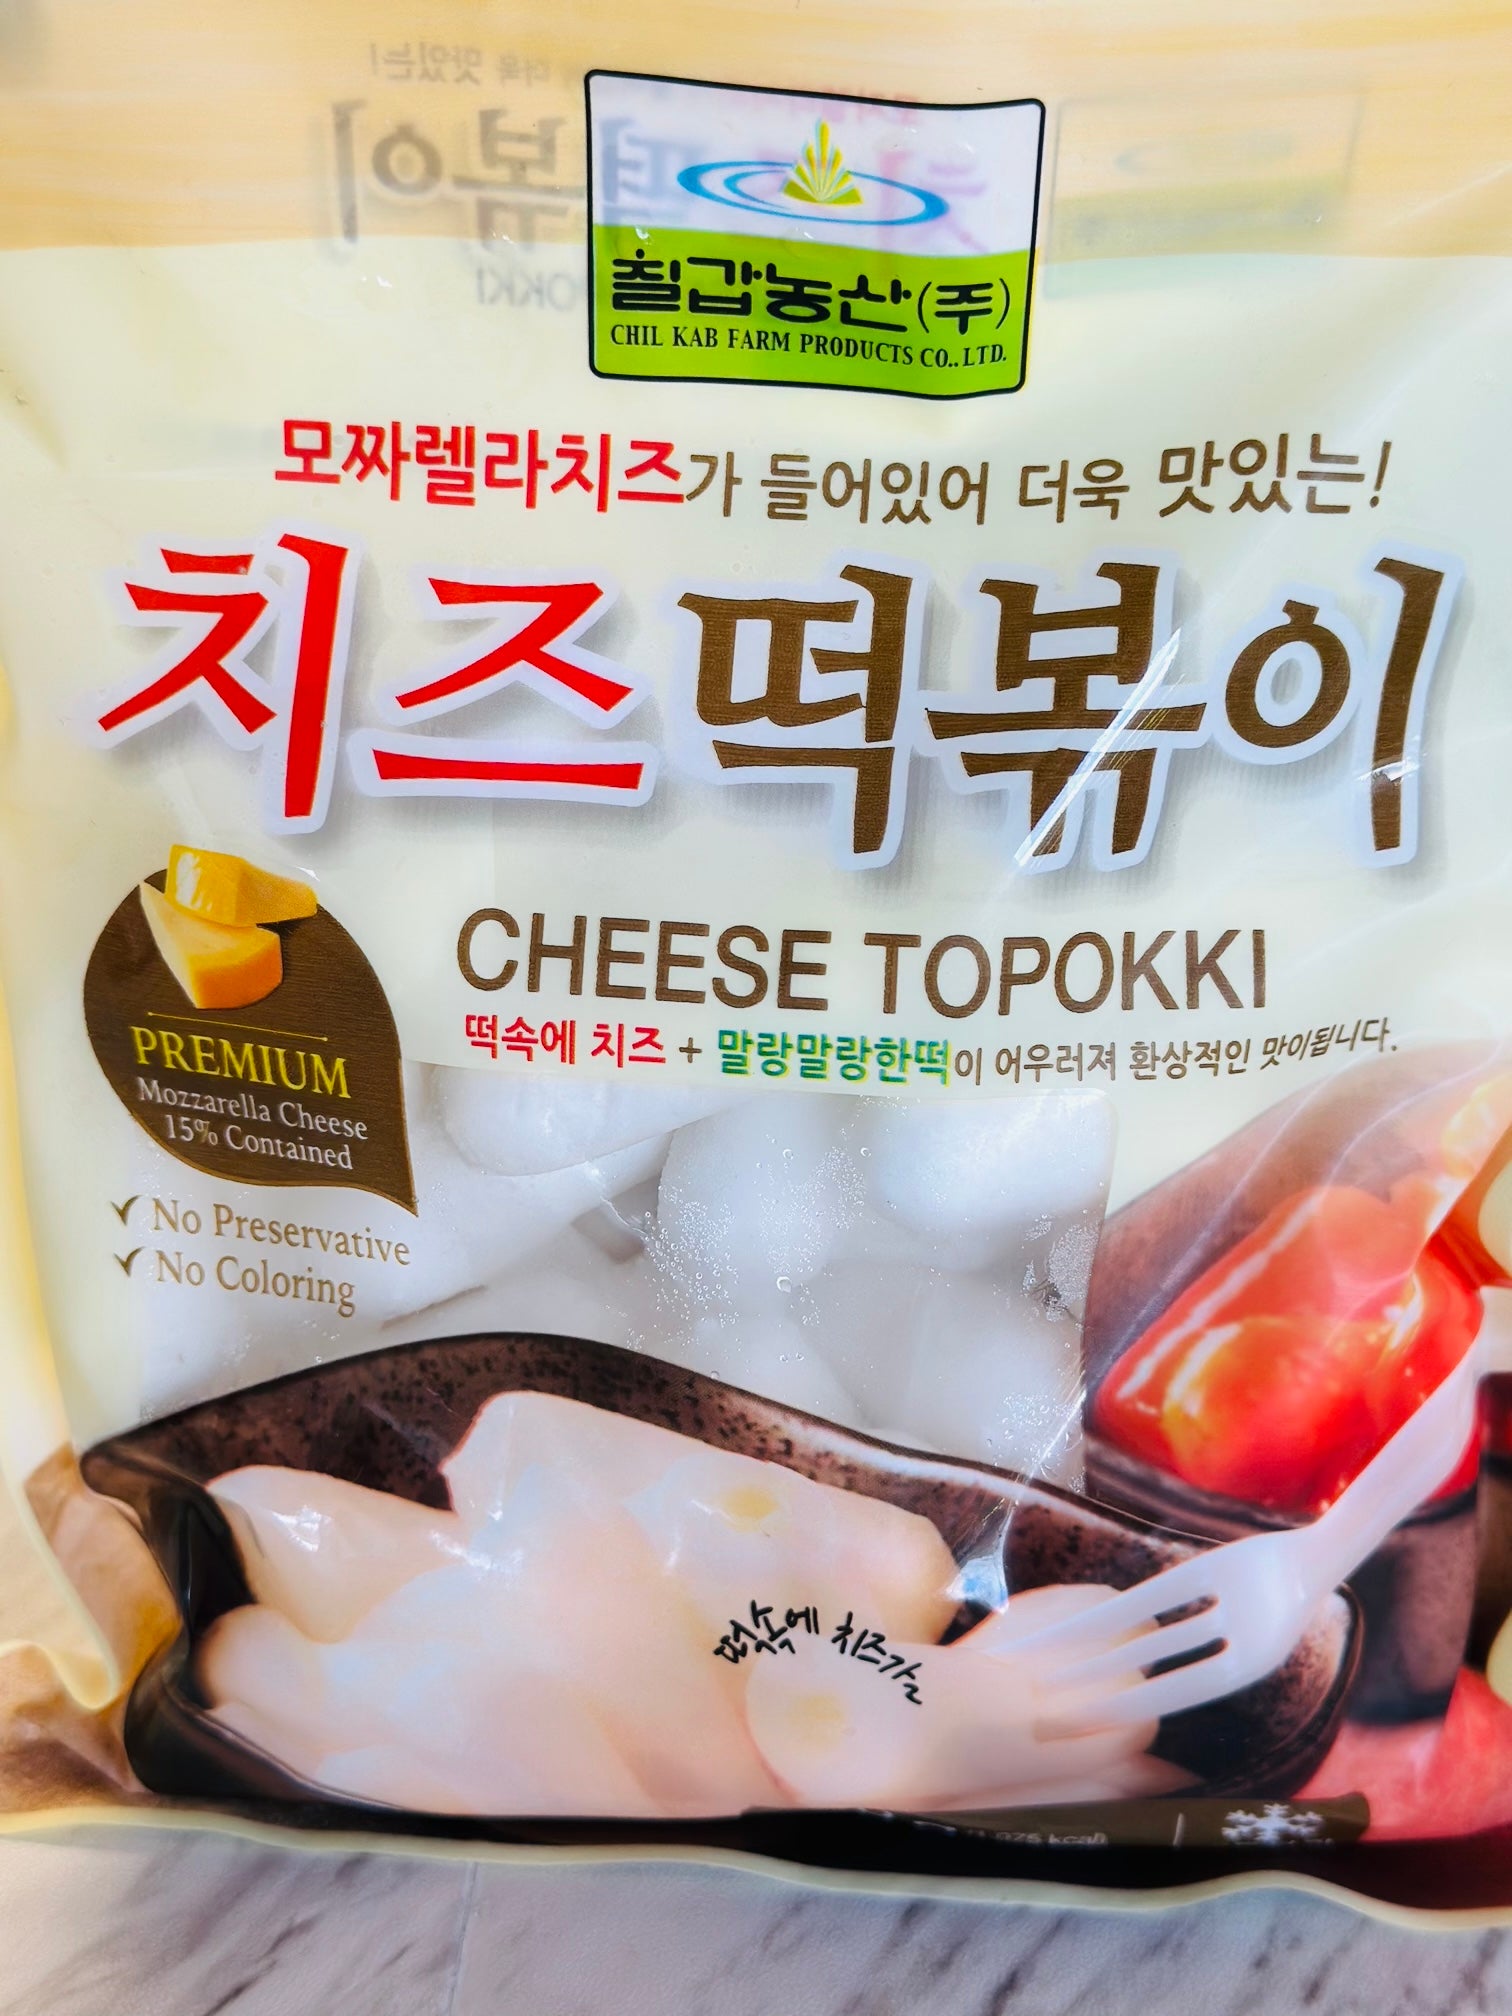 칠갑농산(주)
CHIL KAB FARM PRODUCTS CO.,LTD.
모짜렐라치즈가 들어있어 더욱 맛있는!
치즈떡볶이
CHEESE TOPOKKI
떡속에 치즈 + 말랑말랑한떡이 어우러져 환상적인 맛이됩니다.
PREMIUM
Mozzarella Cheese
15% Contained
✓ No Preservative
✓ No Coloring
떡속에 치즈가
kcal)